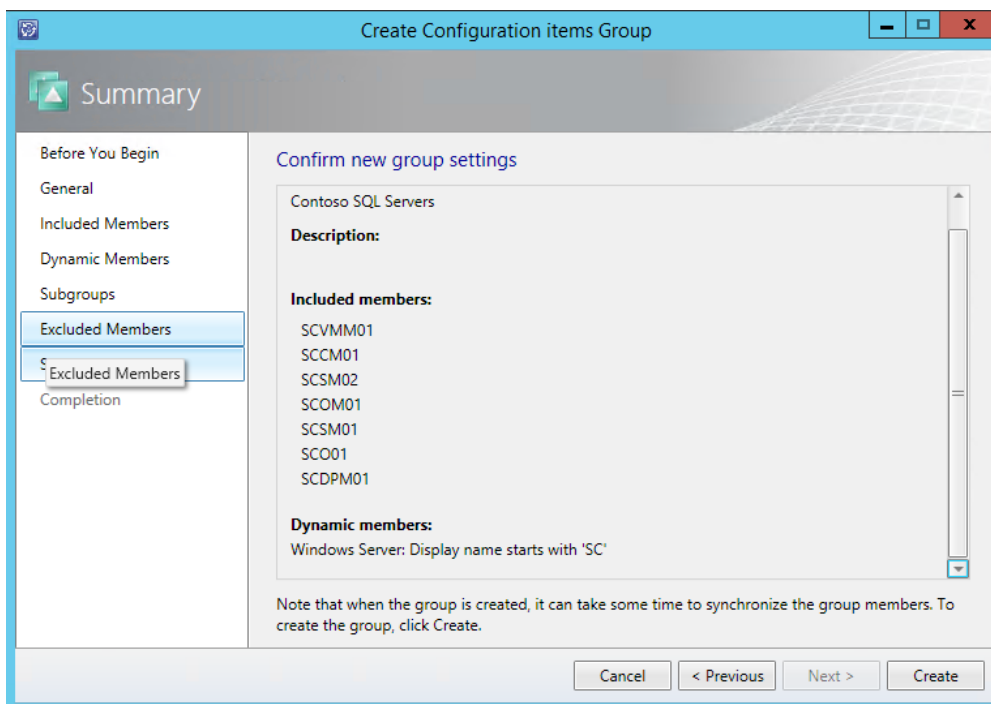 Create Configuration items Group
Summary
Before You Begin
General
Included Members
Dynamic Members
Subgroups
Excluded Members
S
Excluded Members
Completion
Confirm new group settings
Contoso SQL Servers
Description:
Included members:
SCVMM01
SCCM01
SCSM02
SCOM01
SCSM01
SCO01
SCDPM01
Dynamic members:
Windows Server: Display name starts with 'SC'
Note that when the group is created, it can take some time to synchronize the group members. To
create the group, click Create.
Cancel
< Previous
Next >
Create